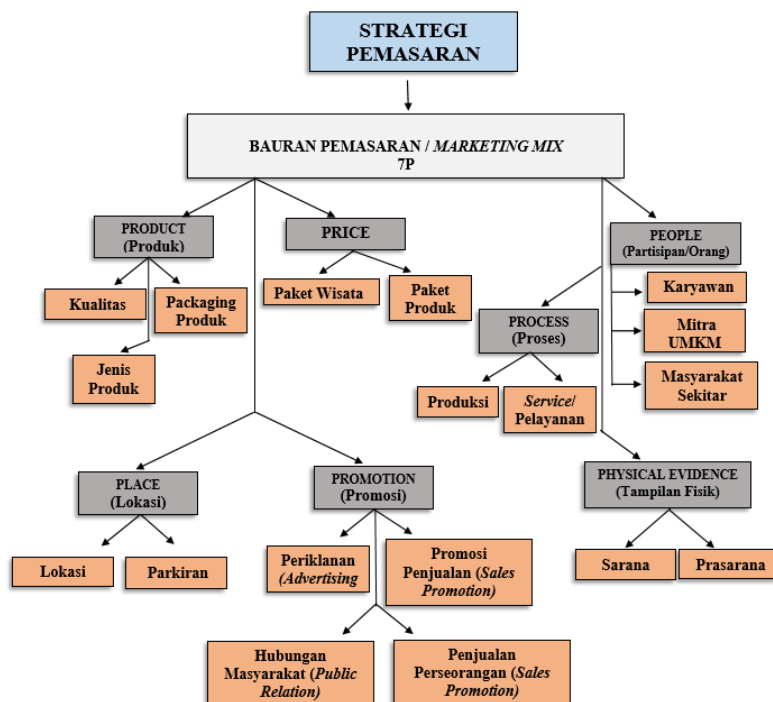 STRATEGI
PEMASARAN
BAURAN PEMASARAN / MARKETING MIX
7P
PRODUCT
(Produk)
PRICE
PEOPLE
(Partisipan/Orang)
Kualitas
Packaging
Produk
Paket Wisata
Paket
Produk
Karyawan
PROCESS
(Proses)
Mitra
UMKM
Jenis
Produk
Produksi
Service/
Pelayanan
Masyarakat
Sekitar
PLACE
(Lokasi)
PROMOTION
(Promosi)
PHYSICAL EVIDENCE
(Tampilan Fisik)
Lokasi
Parkiran
Periklanan
(Advertising
Promosi
Penjualan (Sales
Promotion)
Sarana
Prasarana
Hubungan
Masyarakat (Public
Relation)
Penjualan
Perseorangan (Sales
Promotion)